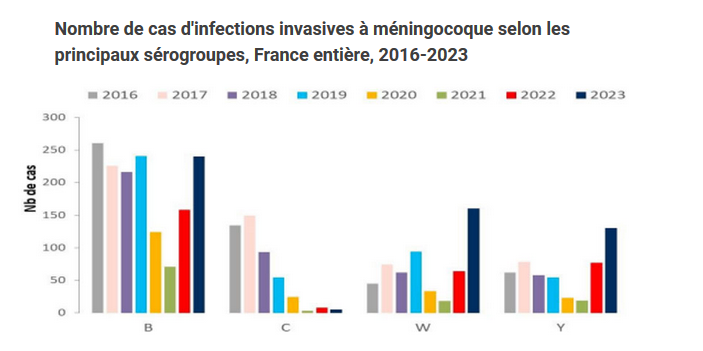 Nombre de cas d'infections invasives à méningocoque selon les
principaux sérogroupes, France entière, 2016-2023
2016 2017 2018 2019 2020 2021 2022 2023
300
250
200
150
100
50
0
Nb de cas
B C W Y